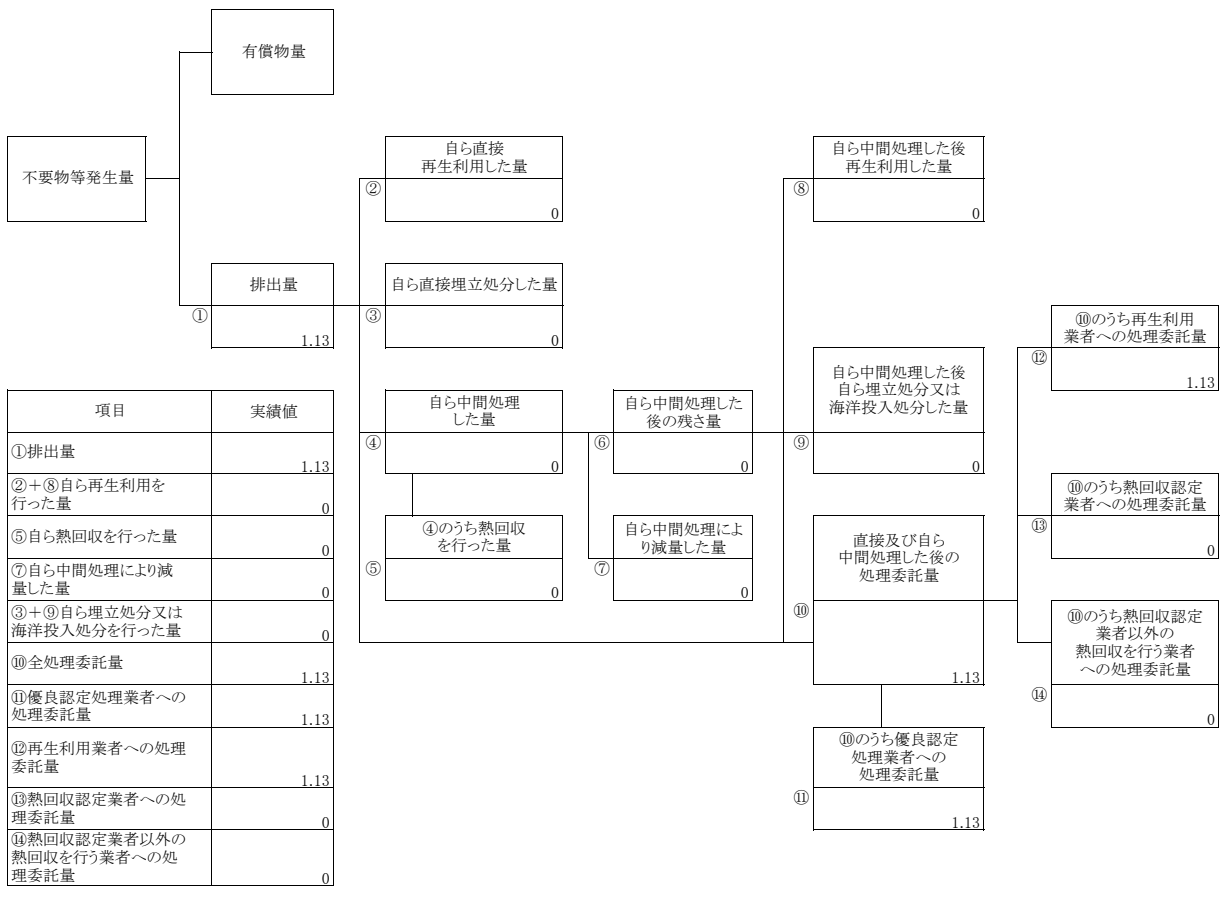 有償物量
不要物等発生量
排出量
①
1.13
自ら直接
再生利用した量
②
0
自ら直接埋立処分した量
③
0
自ら中間処理
した量
④
0
④のうち熱回収
を行った量
⑤
0
自ら中間処理した
後の残さ量
⑥
0
自ら中間処理によ
り減量した量
⑦
0
自ら中間処理した後
再生利用した量
⑧
0
自ら中間処理した後
自ら埋立処分又は
海洋投入処分した量
⑨
0
直接及び自ら
中間処理した後の
処理委託量
⑩
1.13
⑩のうち優良認定
処理業者への
処理委託量
⑪
1.13
⑩のうち再生利用
業者への処理委託量
⑫
1.13
⑩のうち熱回収認定
業者への処理委託量
⑬
0
⑩のうち熱回収認定
業者以外の
熱回収を行う業者
への処理委託量
⑭
0
項目 実績値
①排出量
1.13
②+⑧自ら再生利用を
行った量
0
⑤自ら熱回収を行った量
0
⑦自ら中間処理により減
量した量
0
③+⑨自ら埋立処分又は
海洋投入処分を行った量
0
⑩全処理委託量
1.13
⑪優良認定処理業者への
処理委託量
1.13
⑫再生利用業者への処理
委託量
1.13
⑬熱回収認定業者への処
理委託量
0
⑭熱回収認定業者以外の
熱回収を行う業者への処
理委託量
0